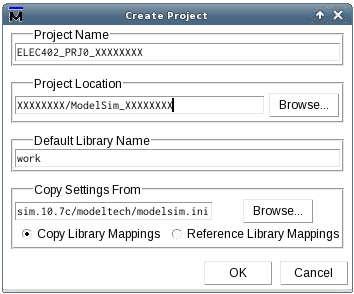 Create Project
Project Name
ELEC402_PRJ0_XXXXXXXX
Project Location
XXXXXXXX/ModelSim_XXXXXXXX
Browse...
Default Library Name
work
Copy Settings From
sim.10.7c/modeltech/modelsim.ini
Browse...
Copy Library Mappings
Reference Library Mappings
OK
Cancel